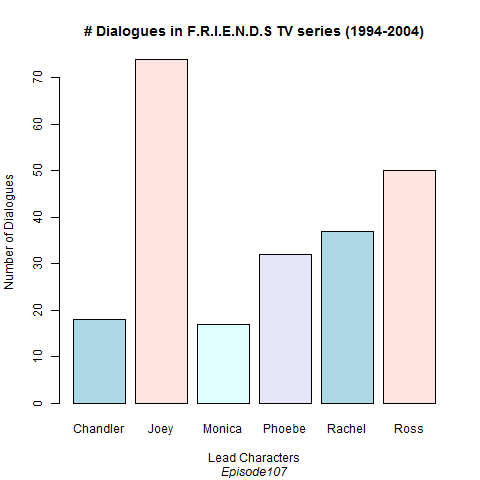 # Dialogues in F.R.I.E.N.D.S TV series (1994-2004)
Number of Dialogues
70
60
50
40
30
20
10
0
Chandler Joey Monica Phoebe Rachel Ross
Lead Characters
Episode107